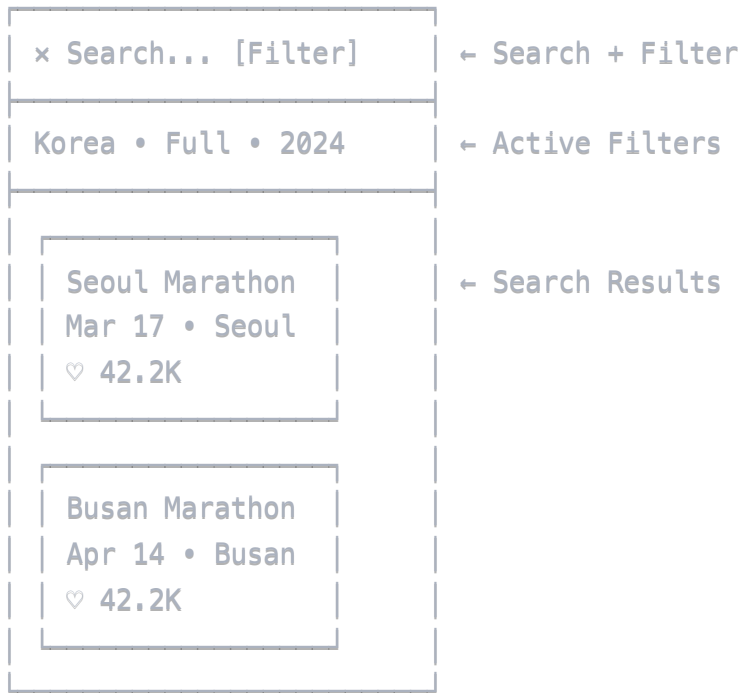 × Search... [Filter] ← Search + Filter
Korea • Full • 2024 ← Active Filters
Seoul Marathon ← Search Results
Mar 17 • Seoul
♡ 42.2K
Busan Marathon
Apr 14 • Busan
♡ 42.2K